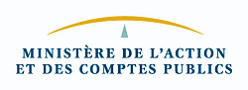 MINISTÈRE DE L'ACTION
ET DES COMPTES PUBLICS